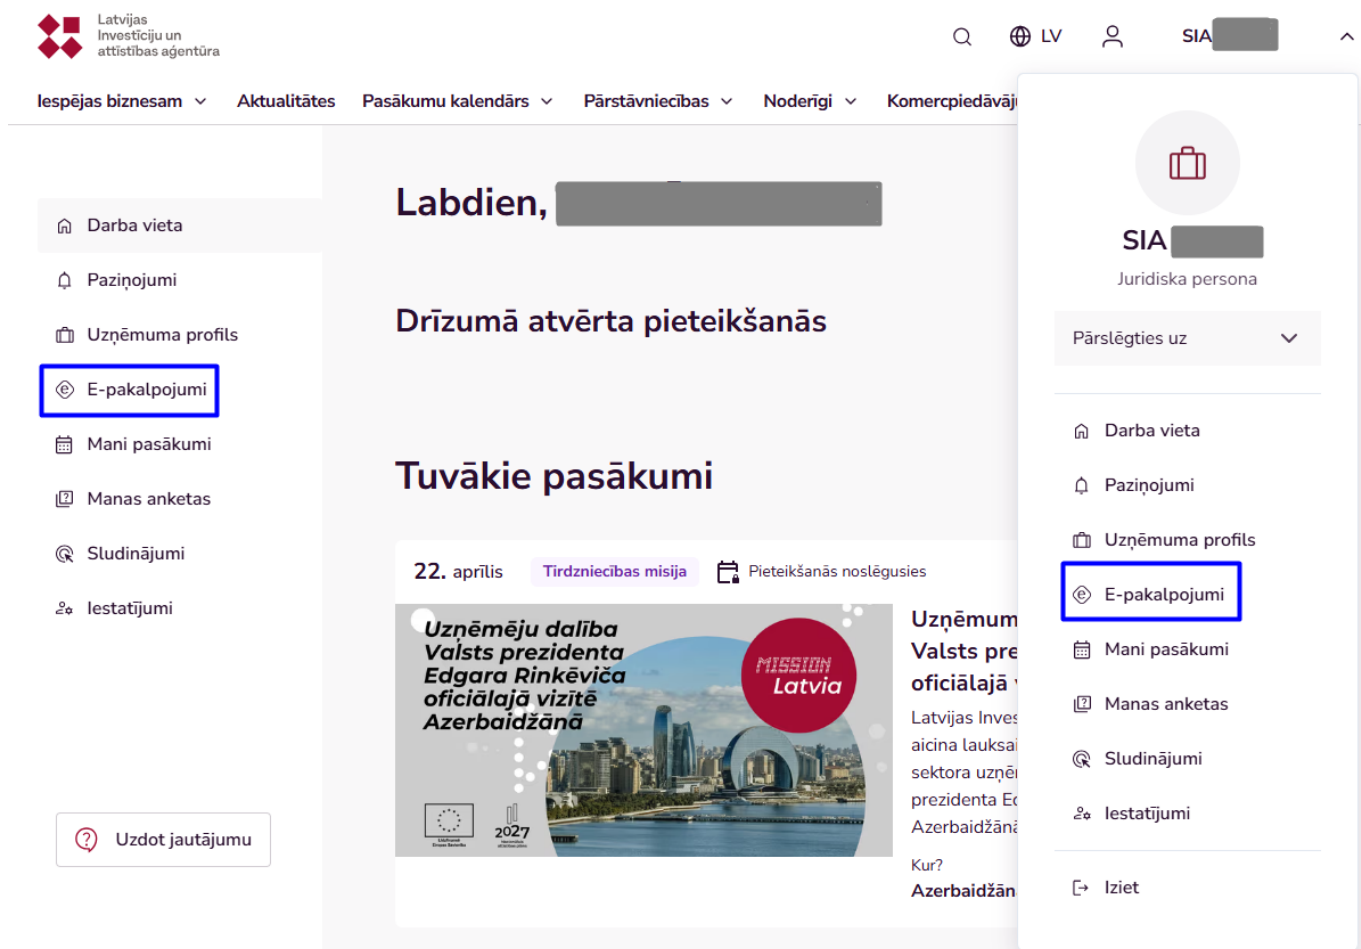 Latvijas
Investīciju un
attīstības aģentūra
LV
SIA
Iespējas biznesam
Aktualitātes
Pasākumu kalendārs
Pārstāvniecības
Noderīgi
Komercpiedāvāju
Darba vieta
Paziņojumi
Uzņēmuma profils
E-pakalpojumi
Mani pasākumi
Manas anketas
Sludinājumi
Iestatījumi
Uzdot jautājumu
Labdien,
Drīzumā atvērta pieteikšanās
Tuvākie pasākumi
22. aprīlis
Tirdzniecības misija
Pieteikšanās noslēgusies
Uzņēmēju dalība
Valsts prezidenta
Edgara Rinkēviča
oficiālajā vizītē
Azerbaidžānā
MISSION
Latvia
2027
Uzņēmum
Valsts pre
oficiālajā
Latvijas Inves
aicina lauksai
sektora uzņē
prezidenta Ed
Azerbaidžānā
Kur?
Azerbaidžān
SIA
Juridiska persona
Pārslēgties uz
Darba vieta
Paziņojumi
Uzņēmuma profils
E-pakalpojumi
Mani pasākumi
Manas anketas
Sludinājumi
Iestatījumi
Iziet